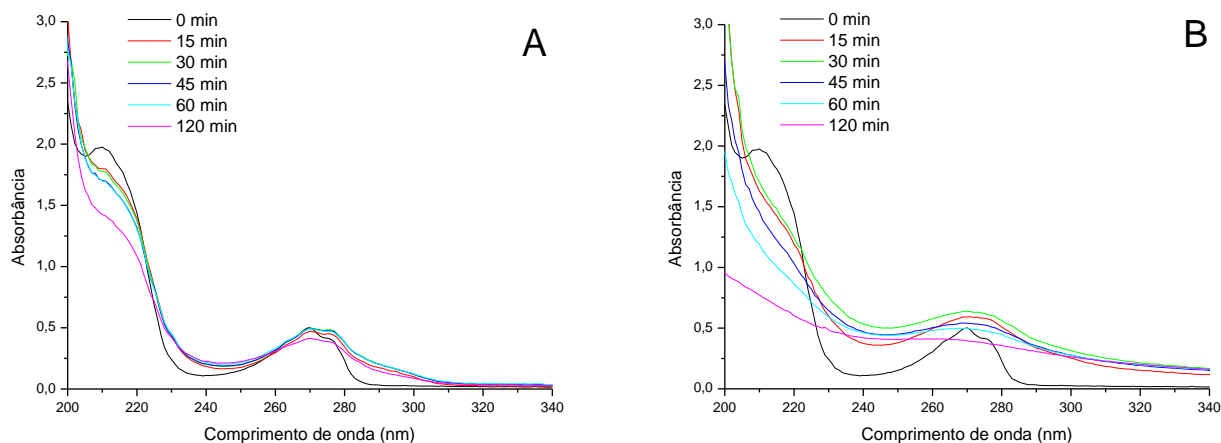 A
0 min
15 min
30 min
45 min
60 min
120 min
3,0
2,5
2,0
1,5
1,0
0,5
0,0
Absorbância
200 220 240 260 280 300 320 340
Comprimento de onda (nm)
B
0 min
15 min
30 min
45 min
60 min
120 min
3,0
2,5
2,0
1,5
1,0
0,5
0,0
Absorbância
200 220 240 260 280 300 320 340
Comprimento de onda (nm)